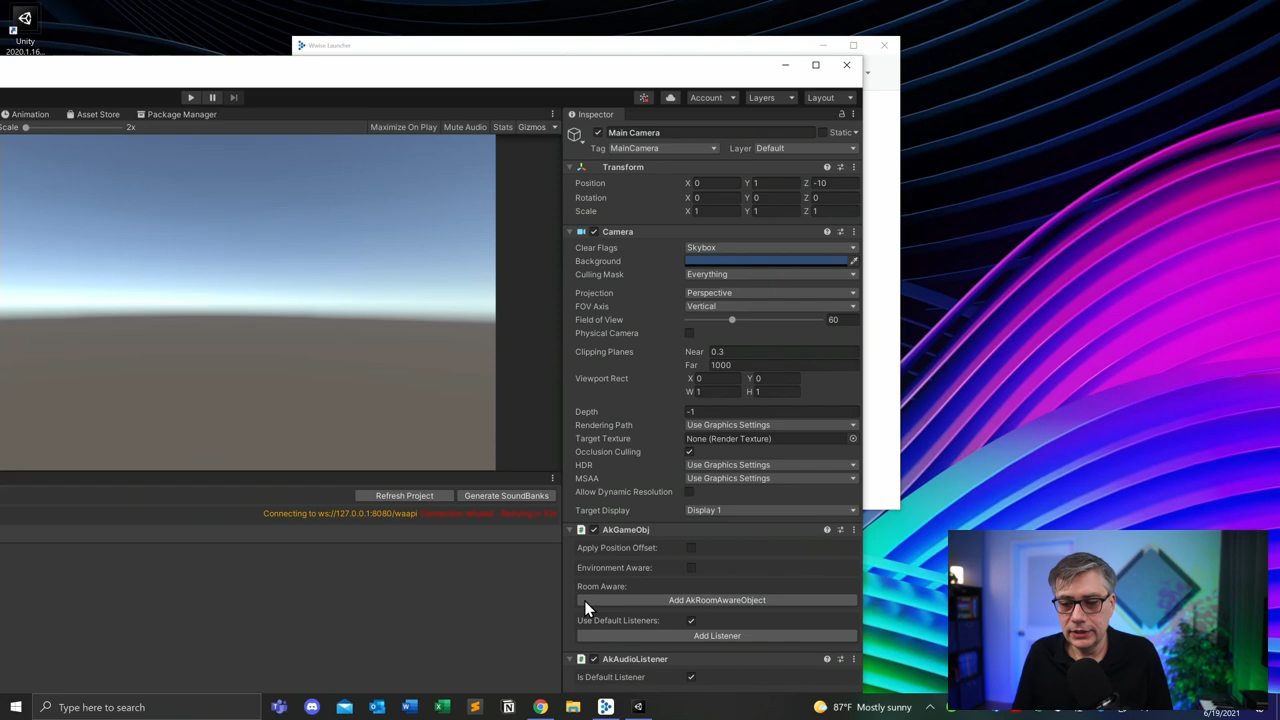 Unity
2020.1.16...
Wwise Launcher
Account
Layers
Layout
Animation
Asset Store
Package Manager
Scale
2x
Maximize On Play
Mute Audio
Stats
Gizmos
Inspector
Main Camera
Static
Tag
MainCamera
Layer
Default
Transform
Position
X 0
Y 1
Z -10
Rotation
X 0
Y 0
Z 0
Scale
X 1
Y 1
Z 1
Camera
Clear Flags
Skybox
Background
Culling Mask
Everything
Projection
Perspective
FOV Axis
Vertical
Field of View
60
Physical Camera
Clipping Planes
Near 0.3
Far 1000
Viewport Rect
X 0
Y 0
W 1
H 1
Depth
-1
Rendering Path
Use Graphics Settings
Target Texture
None (Render Texture)
Occlusion Culling
HDR
Use Graphics Settings
MSAA
Use Graphics Settings
Allow Dynamic Resolution
Target Display
Display 1
Refresh Project
Generate SoundBanks
Connecting to ws://127.0.0.1:8080/waapi
AkGameObj
Apply Position Offset:
Environment Aware:
Room Aware:
Add AkRoomAwareObject
Use Default Listeners:
Add Listener
AkAudioListener
Is Default Listener
Type here to search
87°F Mostly sunny
6/19/2021